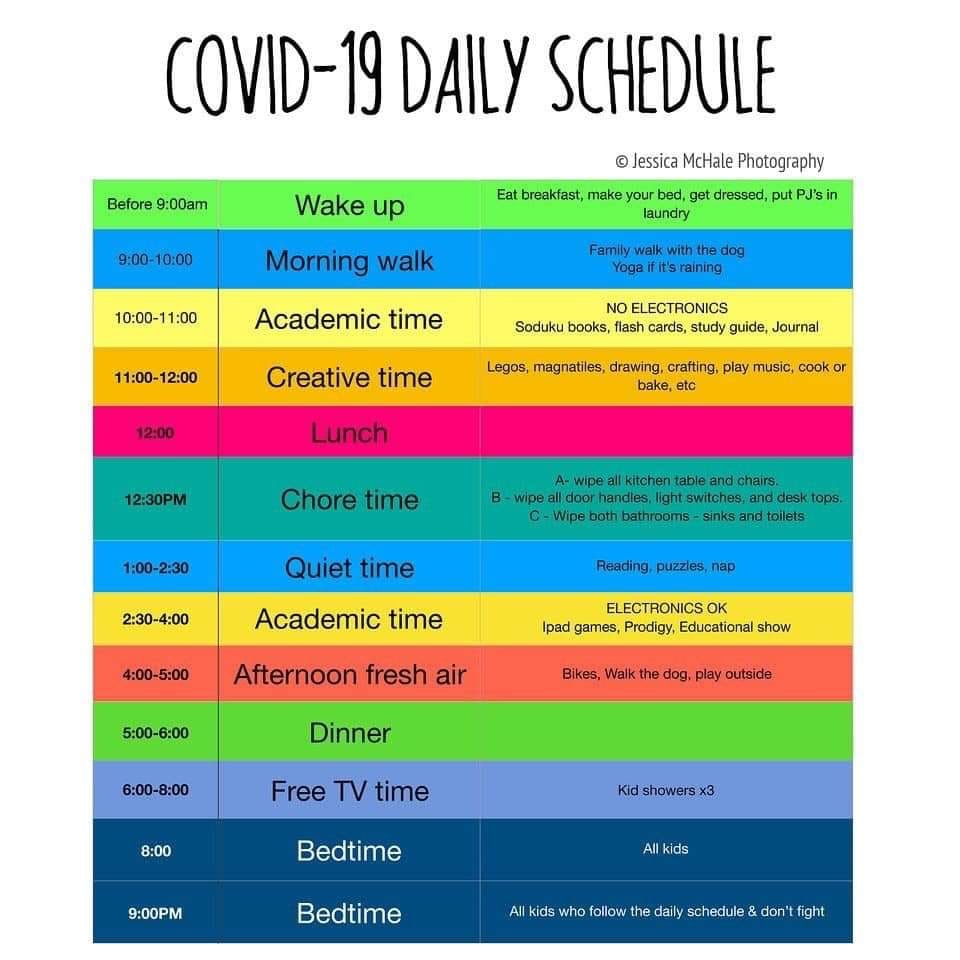 COVID-19 DAILY SCHEDULE
© Jessica McHale Photography
Before 9:00am
Wake up
Eat breakfast, make your bed, get dressed, put PJ's in
laundry
9:00-10:00
Morning walk
Family walk with the dog
Yoga if it's raining
10:00-11:00
Academic time
NO ELECTRONICS
Soduku books, flash cards, study guide, Journal
11:00-12:00
Creative time
Legos, magnatiles, drawing, crafting, play music, cook or
bake, etc
12:00
Lunch
12:30PM
Chore time
A- wipe all kitchen table and chairs.
B - wipe all door handles, light switches, and desk tops.
C - Wipe both bathrooms - sinks and toilets
1:00-2:30
Quiet time
Reading, puzzles, nap
2:30-4:00
Academic time
ELECTRONICS OK
Ipad games, Prodigy, Educational show
4:00-5:00
Afternoon fresh air
Bikes, Walk the dog, play outside
5:00-6:00
Dinner
6:00-8:00
Free TV time
Kid showers x3
8:00
Bedtime
All kids
9:00PM
Bedtime
All kids who follow the daily schedule & don't fight